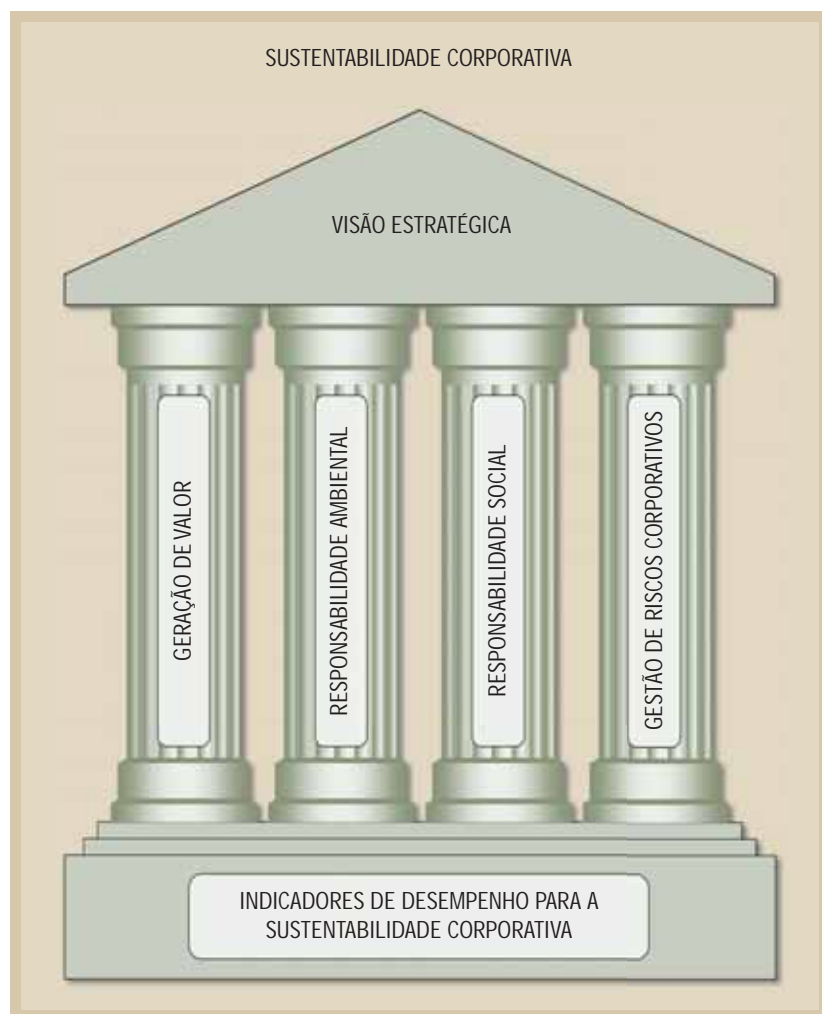 SUSTENTABILIDADE CORPORATIVA
VISÃO ESTRATÉGICA
GERAÇÃO DE VALOR
RESPONSABILIDADE AMBIENTAL
RESPONSABILIDADE SOCIAL
GESTÃO DE RISCOS CORPORATIVOS
INDICADORES DE DESEMPENHO PARA A
SUSTENTABILIDADE CORPORATIVA